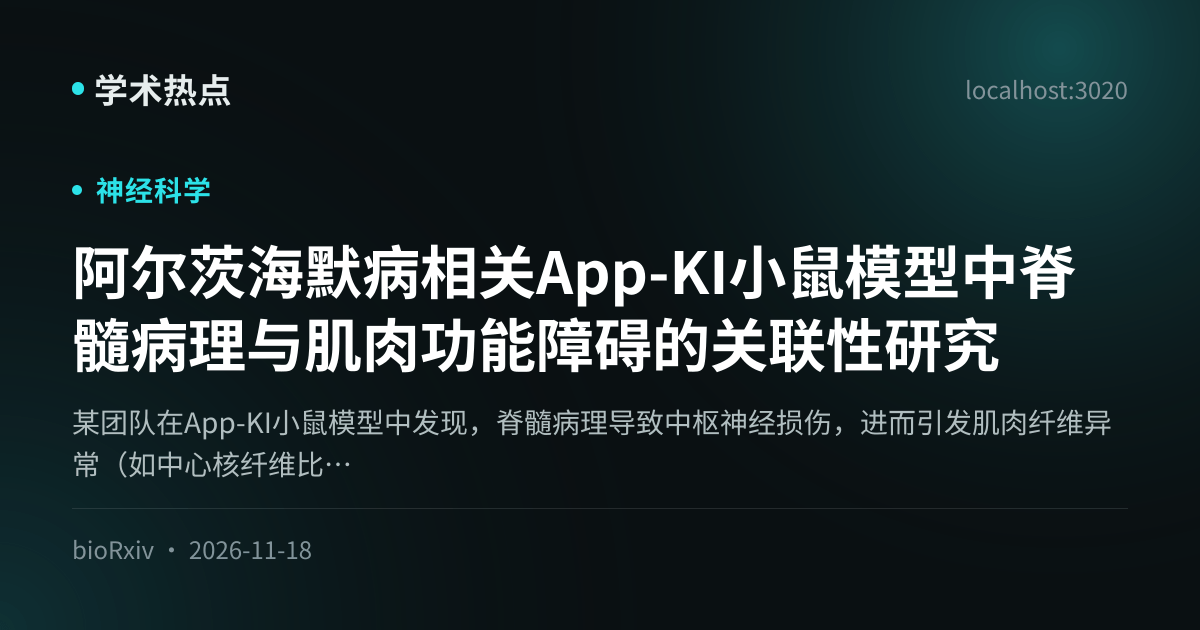 学术热点
localhost:3020
神经科学
阿尔茨海默病相关App-KI小鼠模型中脊
髓病理与肌肉功能障碍的关联性研究
某团队在App-KI小鼠模型中发现，脊髓病理导致中枢神经损伤，进而引发肌肉纤维异
常（如中心核纤维比…
bioRxiv · 2026-11-18